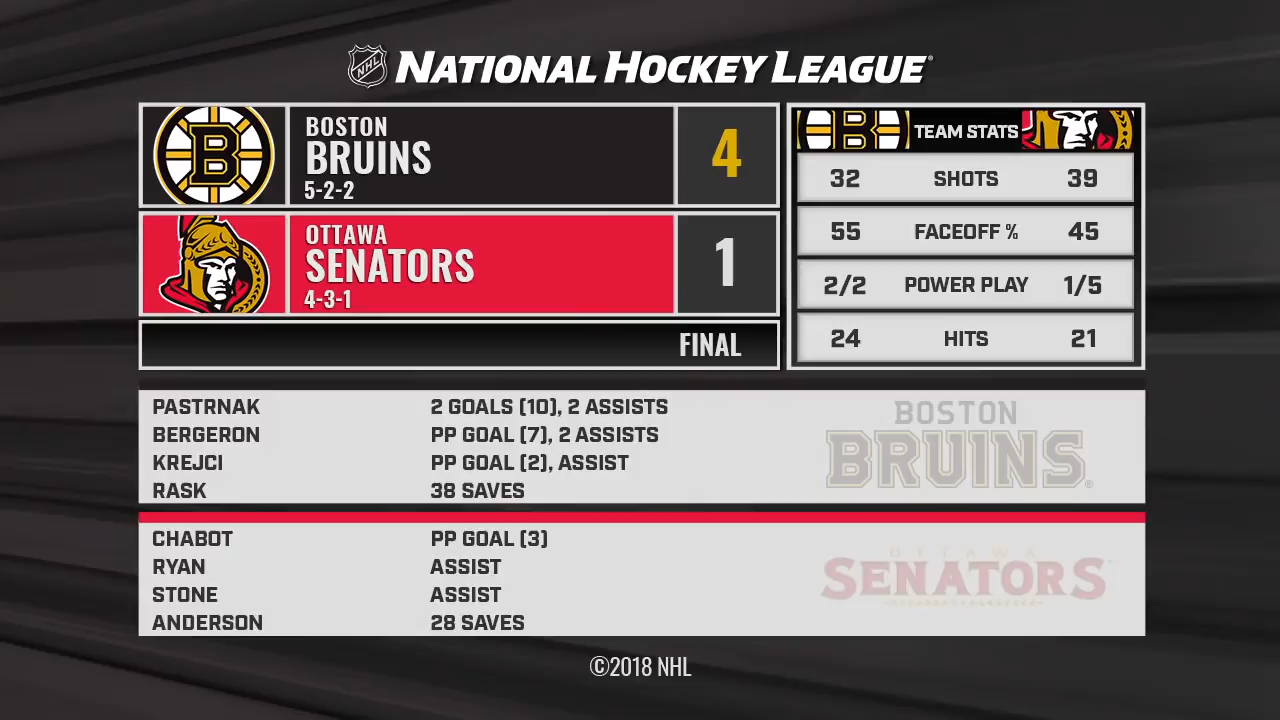 NHL NATIONAL HOCKEY LEAGUE
B BOSTON
BRUINS
5-2-2
4
OTTAWA
SENATORS
4-3-1
1
FINAL
B TEAM STATS
32 SHOTS 39
55 FACEOFF % 45
2/2 POWER PLAY 1/5
24 HITS 21
PASTRNAK 2 GOALS (10), 2 ASSISTS
BERGERON PP GOAL (7), 2 ASSISTS
KREJCI PP GOAL (2), ASSIST
RASK 38 SAVES
BOSTON
BRUINS®
CHABOT PP GOAL (3)
RYAN ASSIST
STONE ASSIST
ANDERSON 28 SAVES
OTTAWA
SENATORS
©2018 NHL